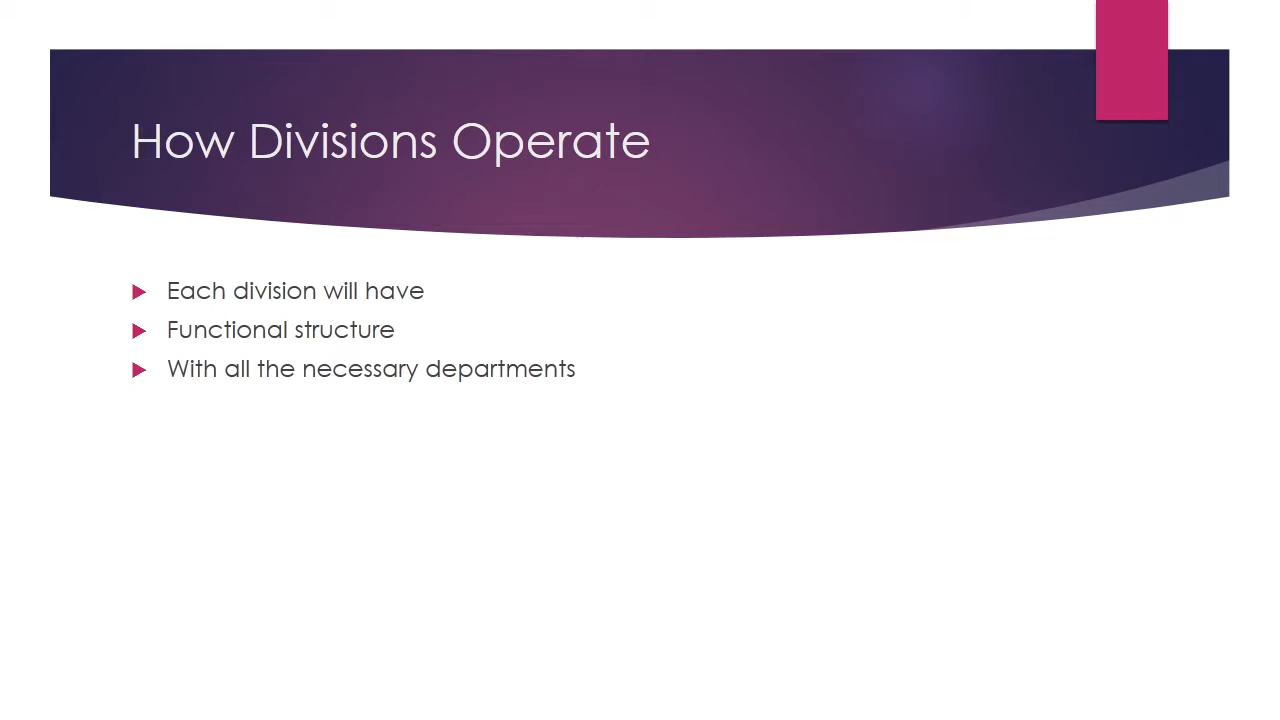 How Divisions Operate
Each division will have
Functional structure
With all the necessary departments